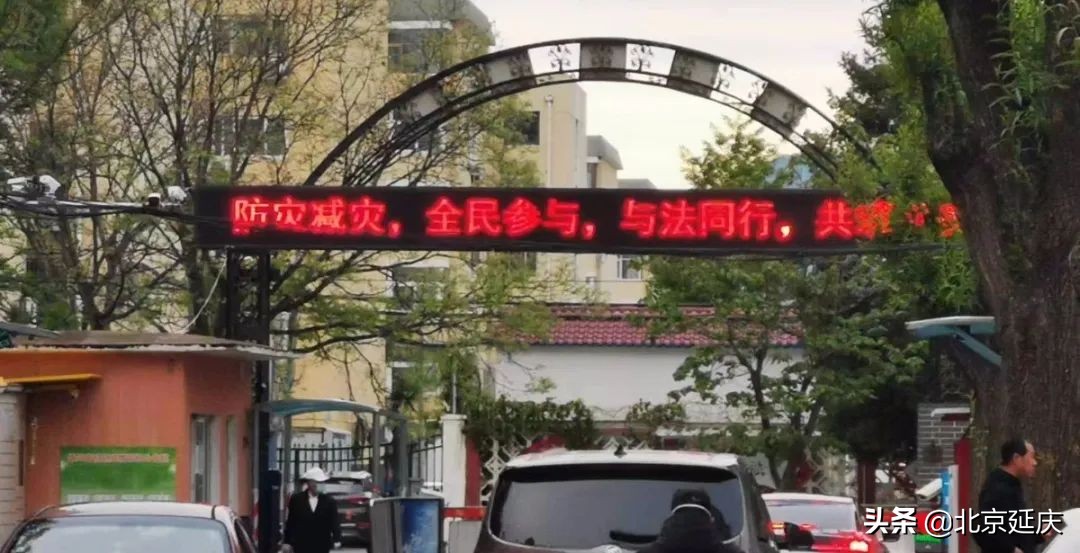 防灾减灾，全民参与，与法同行，共
头条 @北京延庆